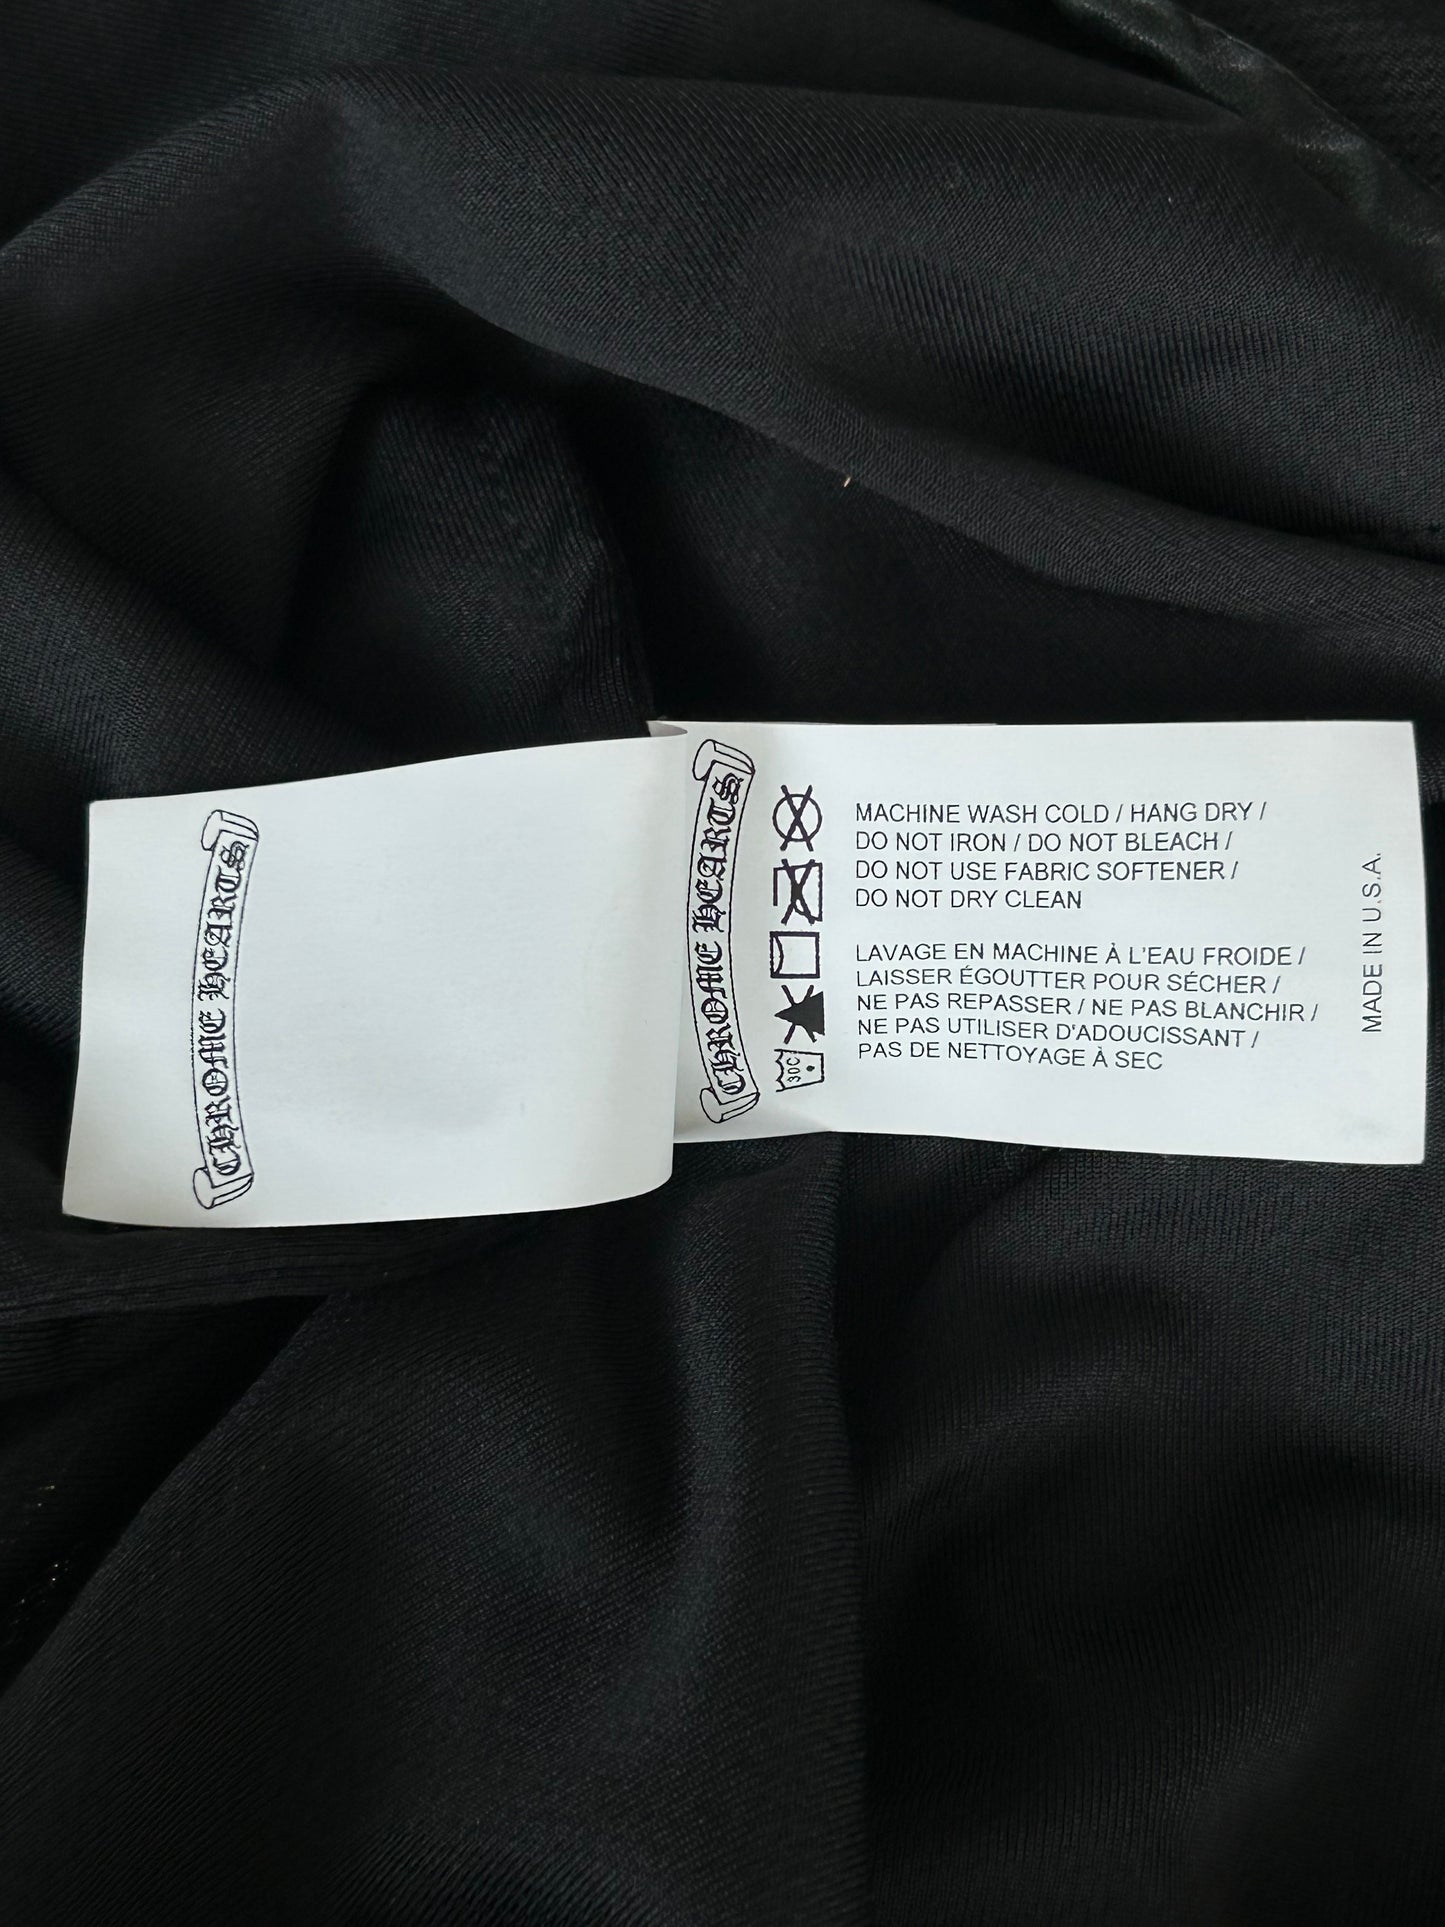 CHROME HEARTS
CHROME HEARTS
30C
MACHINE WASH COLD / HANG DRY /
DO NOT IRON / DO NOT BLEACH /
DO NOT USE FABRIC SOFTENER /
DO NOT DRY CLEAN
LAVAGE EN MACHINE À L'EAU FROIDE /
LAISSER ÉGOUTTER POUR SÉCHER /
NE PAS REPASSER / NE PAS BLANCHIR /
NE PAS UTILISER D'ADOUCISSANT /
PAS DE NETTOYAGE À SEC
MADE IN U.S.A.